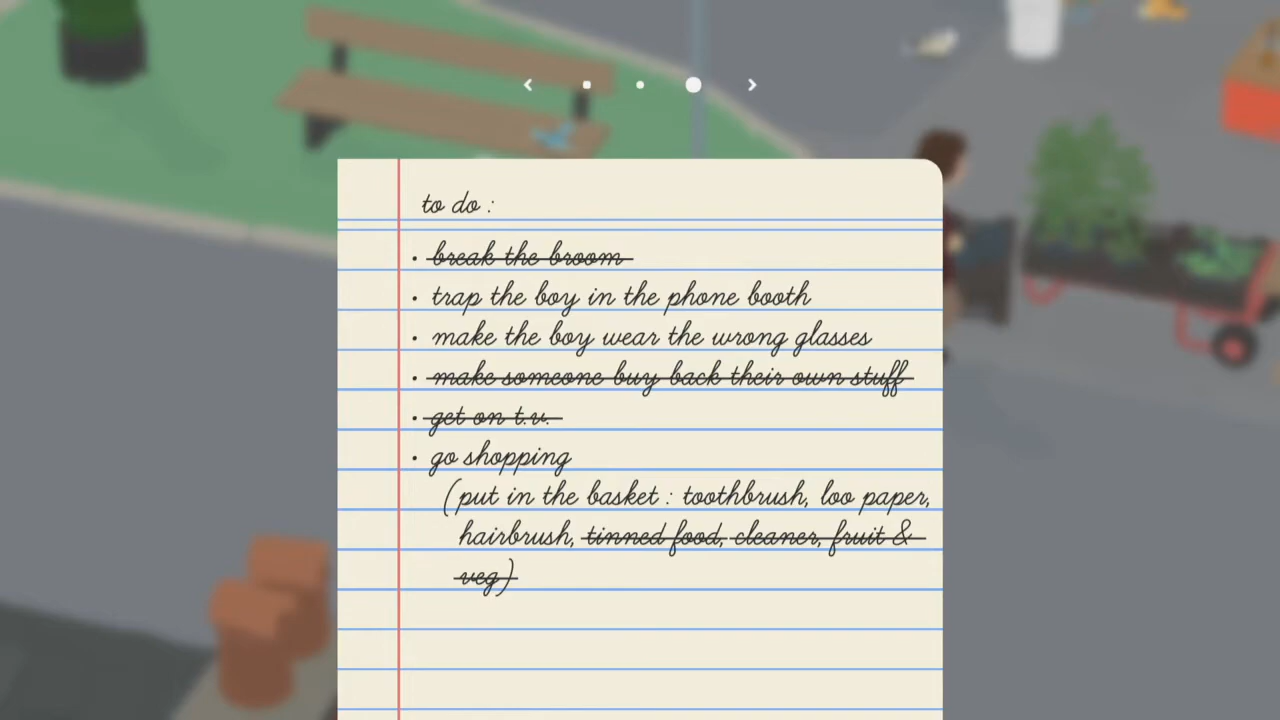 to do :
• break the broom
• trap the boy in the phone booth
• make the boy wear the wrong glasses
• make someone buy back their own stuff
• get on t.v.
• go shopping
(put in the basket : toothbrush, loo paper,
hairbrush, tinned food, cleaner, fruit &
veg)